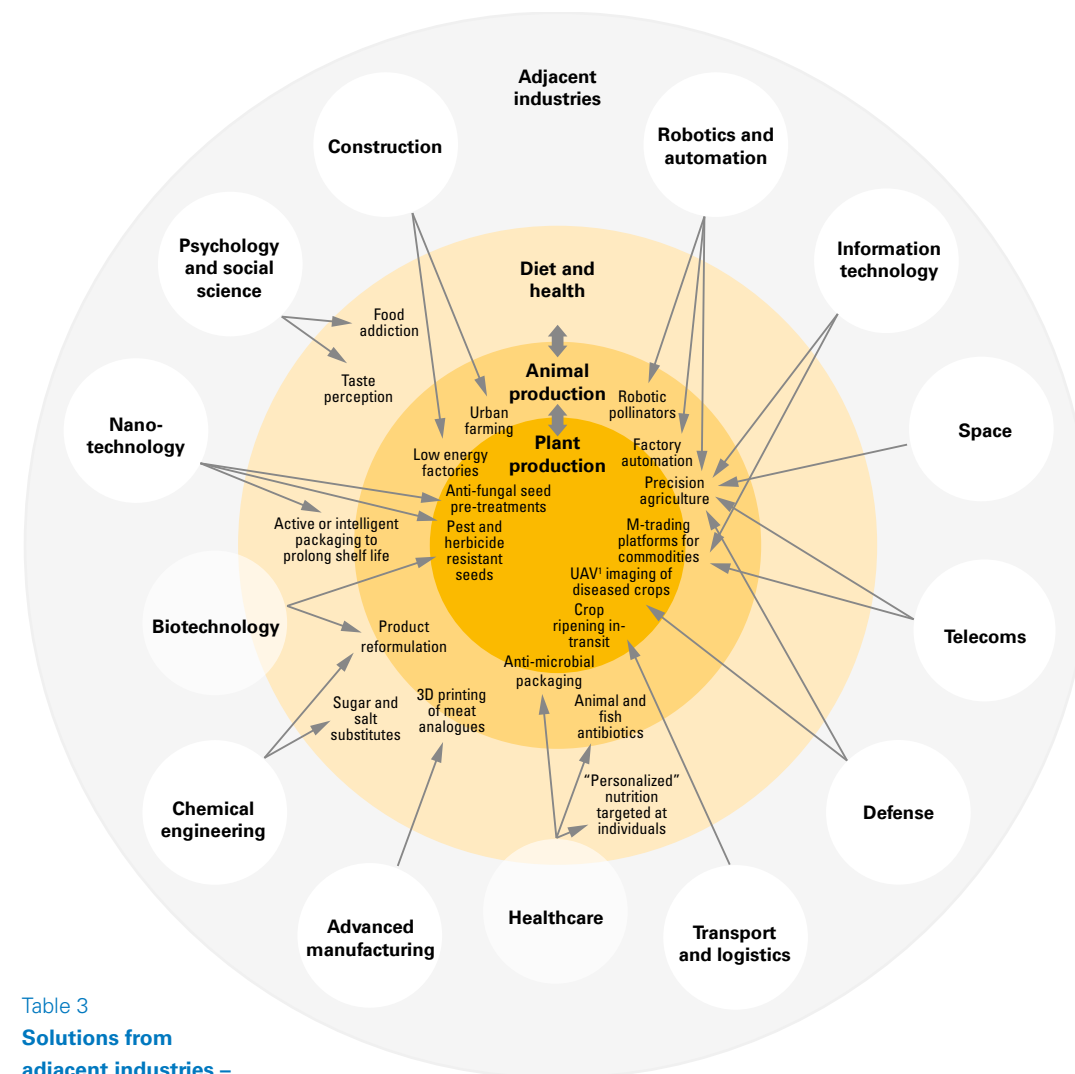 Adjacent
industries
Construction
Robotics and
automation
Psychology
and social
science
Information
technology
Diet and
health
Food
addiction
Taste
perception
Animal
production
Robotic
pollinators
Urban
farming
Nano-
technology
Space
Plant
production
Low energy
factories
Factory
automation
Precision
agriculture
Anti-fungal seed
pre-treatments
Active or intelligent
packaging to
prolong shelf life
Pest and
herbicide
resistant
seeds
M-trading
platforms for
commodities
UAV¹ imaging of
diseased crops
Crop
ripening in-
transit
Biotechnology
Product
reformulation
Telecoms
Anti-microbial
packaging
Sugar and
salt
substitutes
3D printing
of meat
analogues
Animal and
fish
antibiotics
“Personalized”
nutrition
targeted at
individuals
Chemical
engineering
Defense
Advanced
manufacturing
Healthcare
Transport
and logistics
Table 3
Solutions from
adjacent industries –